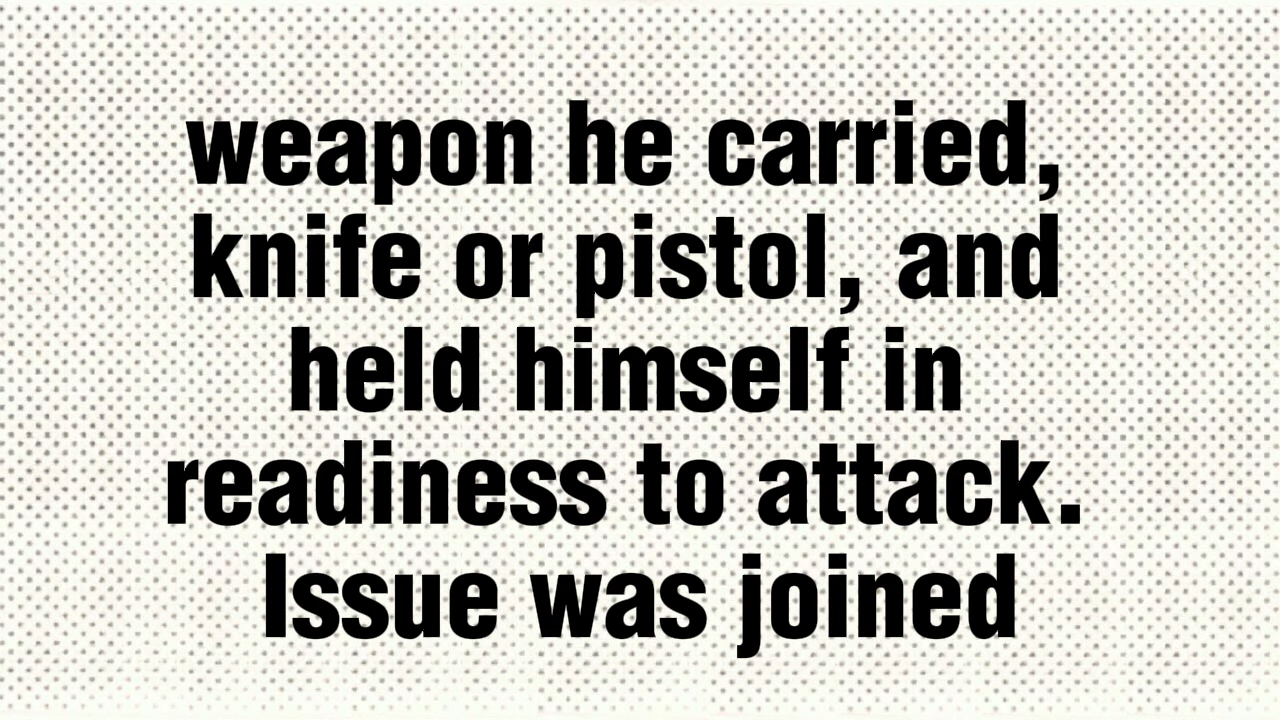 weapon he carried,
knife or pistol, and
held himself in
readiness to attack.
Issue was joined